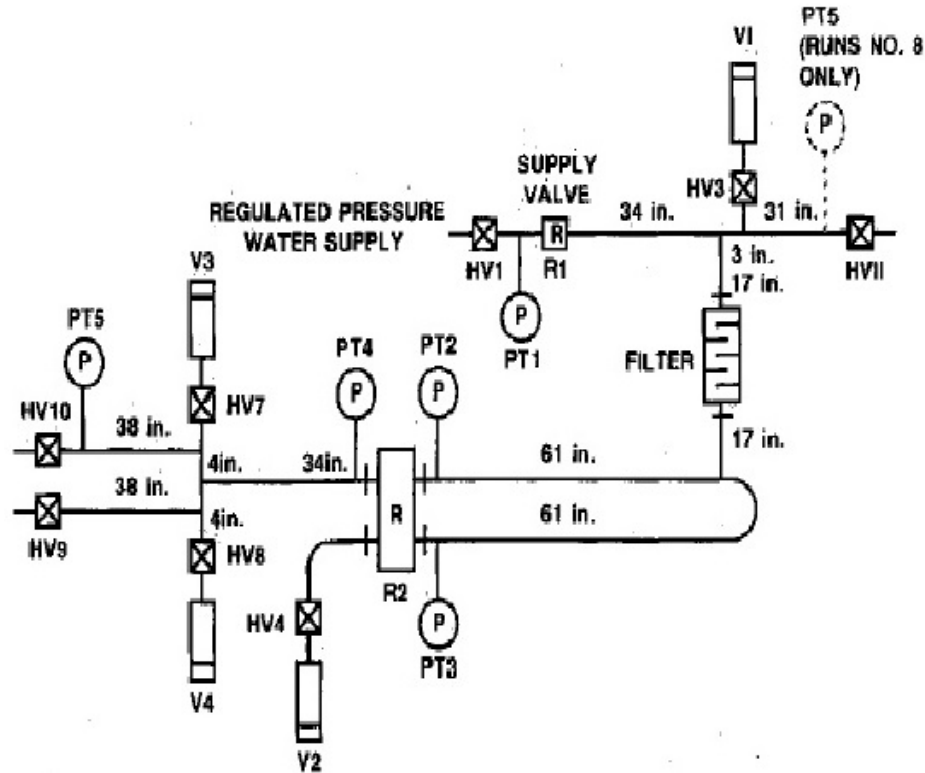 PT5
(RUNS NO. 8
ONLY)
V1
P
SUPPLY
VALVE
HV3
34 in.
31 in.
REGULATED PRESSURE
WATER SUPPLY
R
HV1
R1
3 in.
HV11
17 in.
V3
P
PT1
FILTER
PT5
P
PT4
P
PT2
P
HV10
HV7
38 in.
17 in.
4in.
34in.
61 in.
38 in.
R
61 in.
4in.
HV9
HV8
R2
HV4
P
PT3
V4
V2